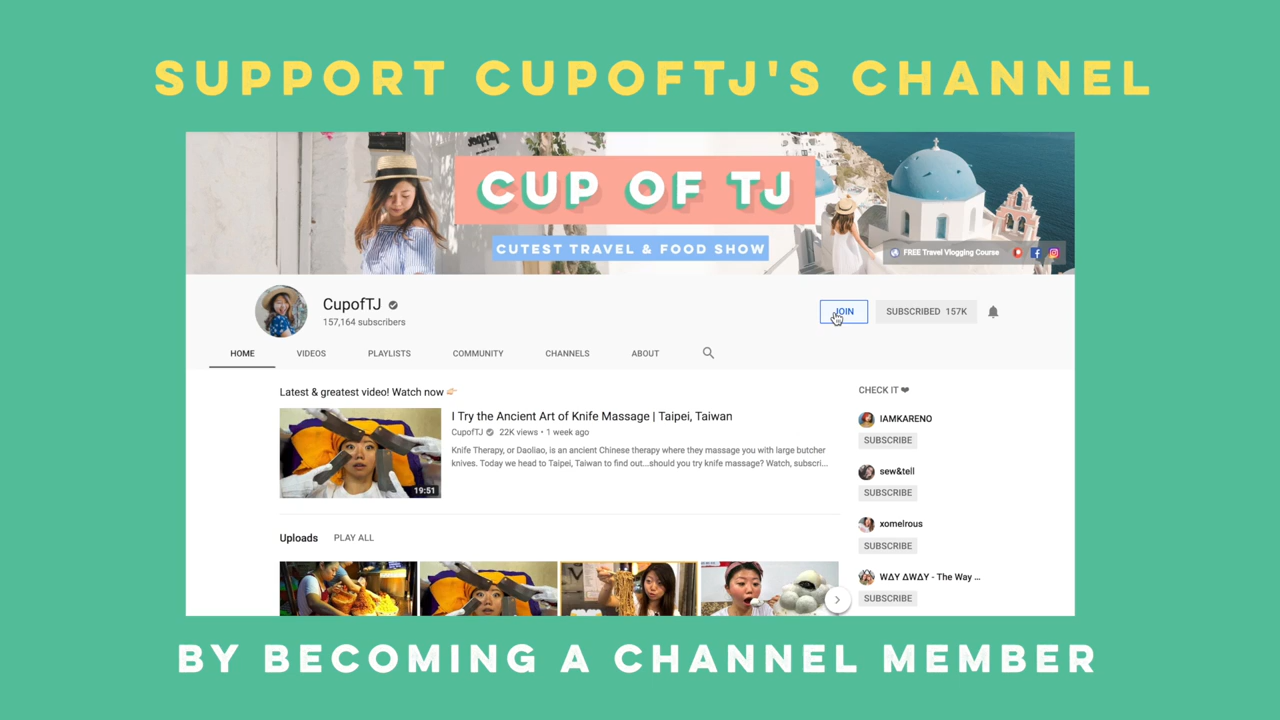 SUPPORT CUPOFTJ'S CHANNEL
CUP OF TJ
CUTEST TRAVEL & FOOD SHOW
FREE Travel Vlogging Course
CupofTJ
157,164 subscribers
JOIN
SUBSCRIBED 157K
HOME VIDEOS PLAYLISTS COMMUNITY CHANNELS ABOUT
Latest & greatest video! Watch now
I Try the Ancient Art of Knife Massage | Taipei, Taiwan
CupofTJ 22K views • 1 week ago
Knife Therapy, or Daoliao, is an ancient Chinese therapy where they massage you with large butcher
knives. Today we head to Taipei, Taiwan to find out...should you try knife massage? Watch, subscri...
19:51
Uploads PLAY ALL
CHECK IT ❤
IAMKARENO
SUBSCRIBE
sew&tell
SUBSCRIBE
xomelrous
SUBSCRIBE
WΔY ΔWΔY - The Way ...
SUBSCRIBE
BY BECOMING A CHANNEL MEMBER